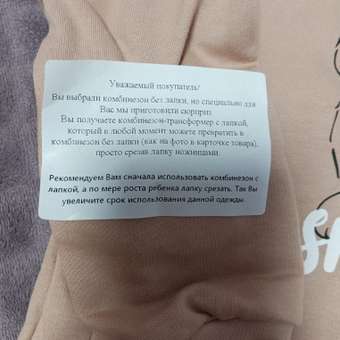 Уважаемый покупатель!
Вы выбрали комбинезон без лапки, но специально для
Вас мы приготовили сюрприз.
Вы получаете комбинезон-трансформер с лапкой,
который в любой момент можете превратить в
комбинезон без лапки (как на фото в карточке товара),
просто срезав лапку ножницами.
Рекомендуем Вам сначала использовать комбинезон с
лапкой, а по мере роста ребенка лапку срезать. Так Вы
увеличите срок использования данной одежды.